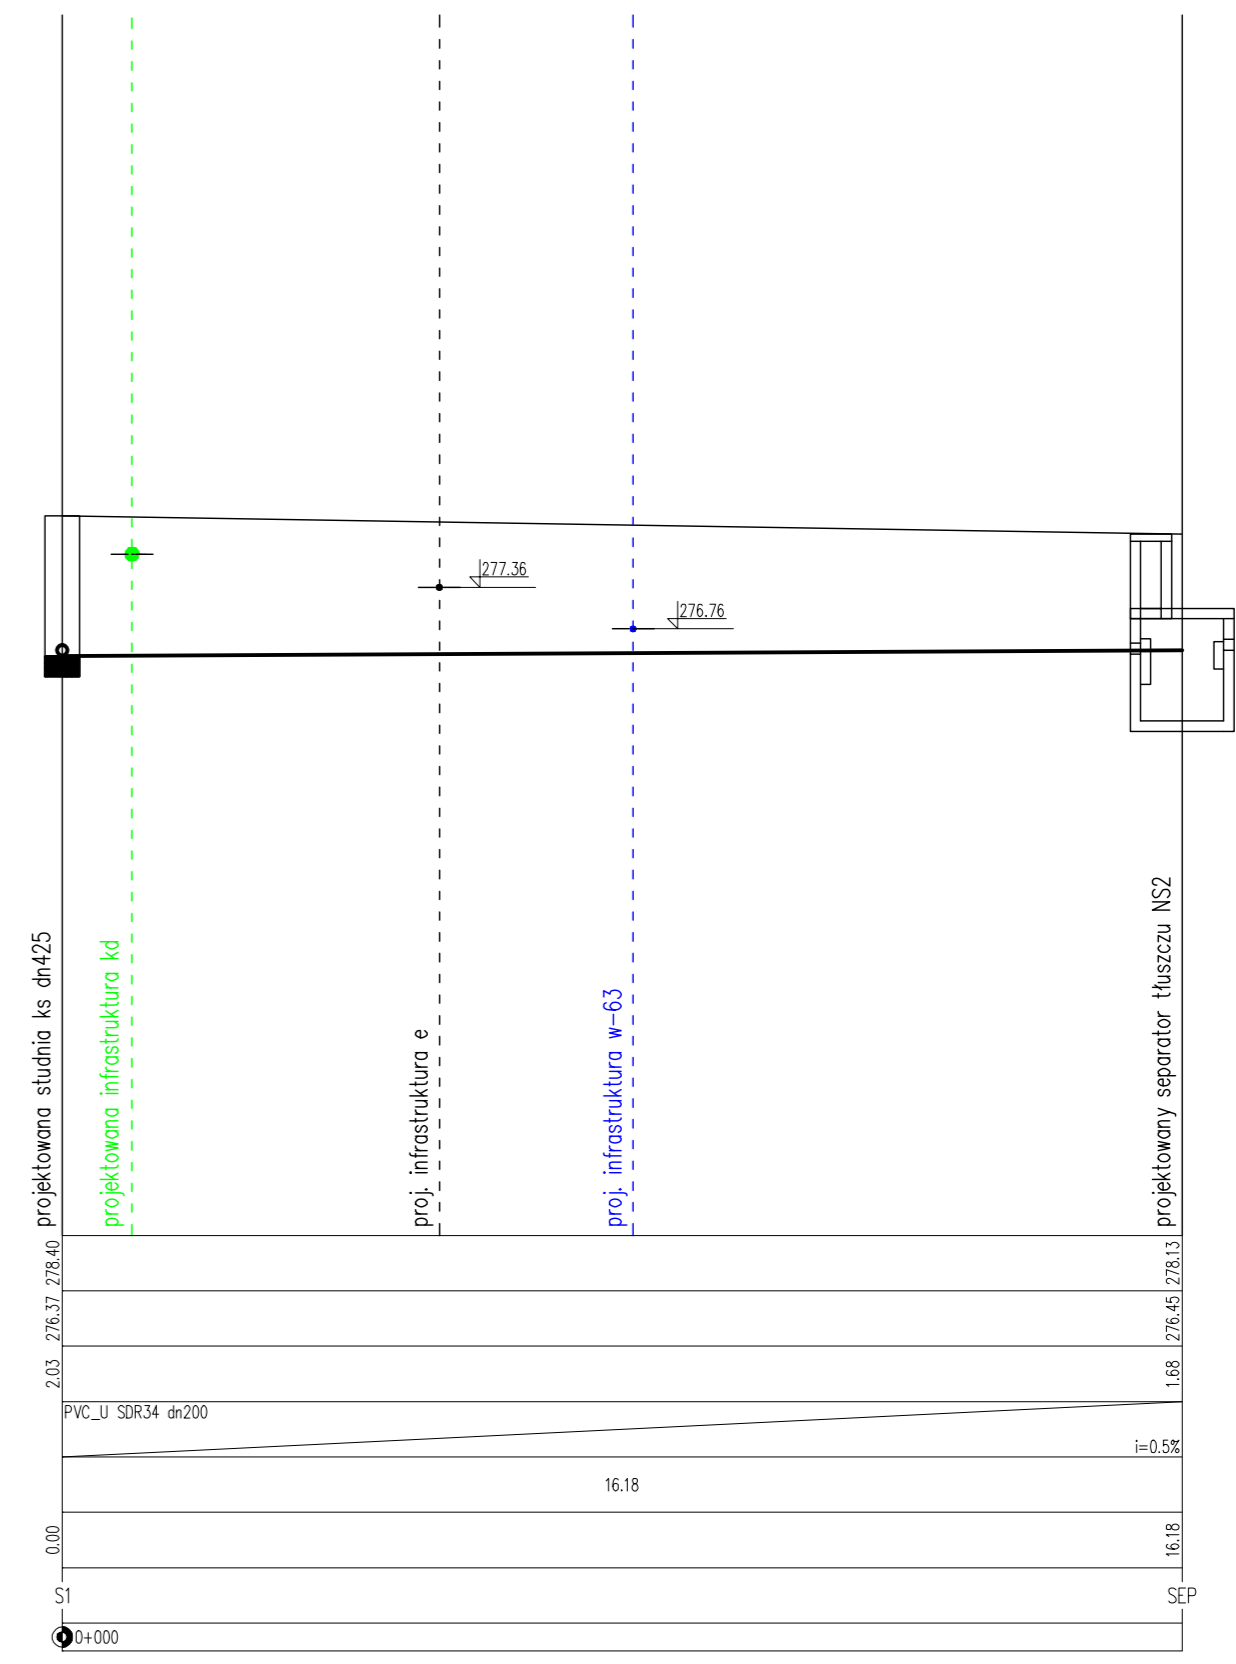 277.36
276.76
projektowana studnia ks dn425
projektowana infrastruktura kd
proj. infrastruktura e
proj. infrastruktura w-63
projektowany separator tłuszczu NS2
278.40
278.13
276.37
276.45
2.03
1.68
PVC_U SDR34 dn200
i=0.5%
16.18
0.00
16.18
S1
SEP
0+000